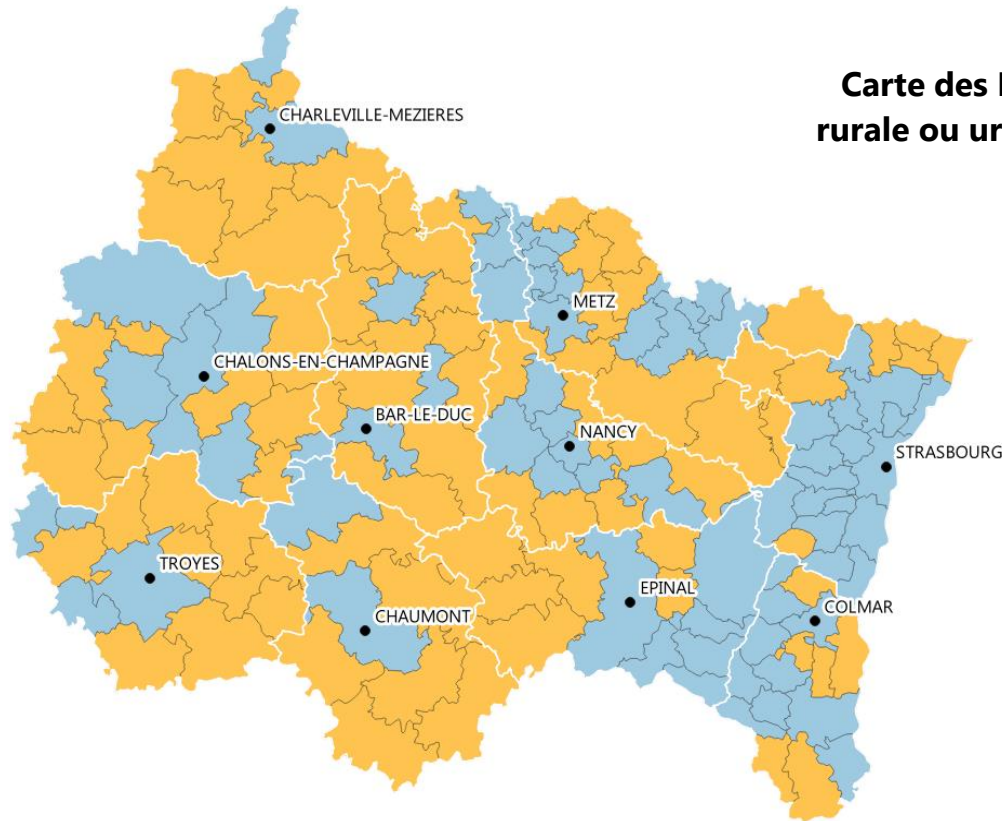 Carte des
rurale ou
CHARLEVILLE-MEZIERES
METZ
CHALONS-EN-CHAMPAGNE
BAR-LE-DUC
NANCY
STRASBOURG
TROYES
EPINAL
COLMAR
CHAUMONT